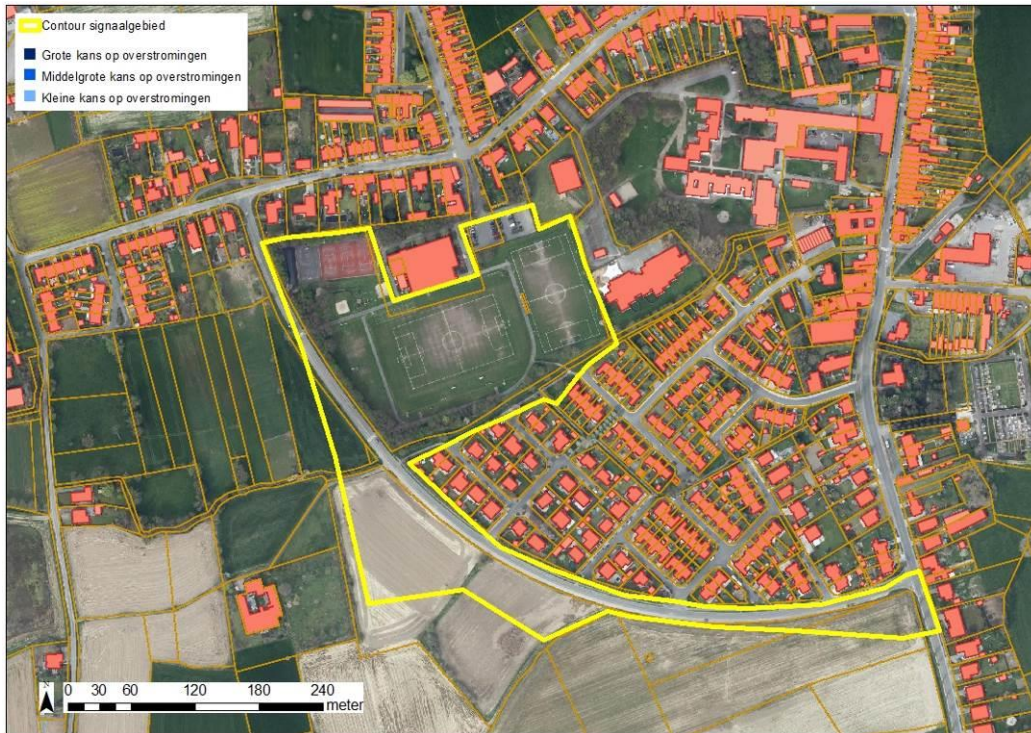 Contour signaalgebied
Grote kans op overstromingen
Middelgrote kans op overstromingen
Kleine kans op overstromingen
N
0 30 60 120 180 240
meter